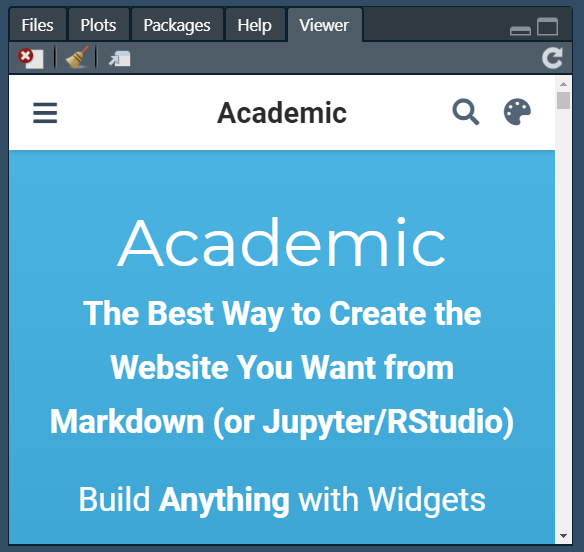 Files Plots Packages Help Viewer
Academic
Academic
The Best Way to Create the
Website You Want from
Markdown (or Jupyter/RStudio)
Build Anything with Widgets